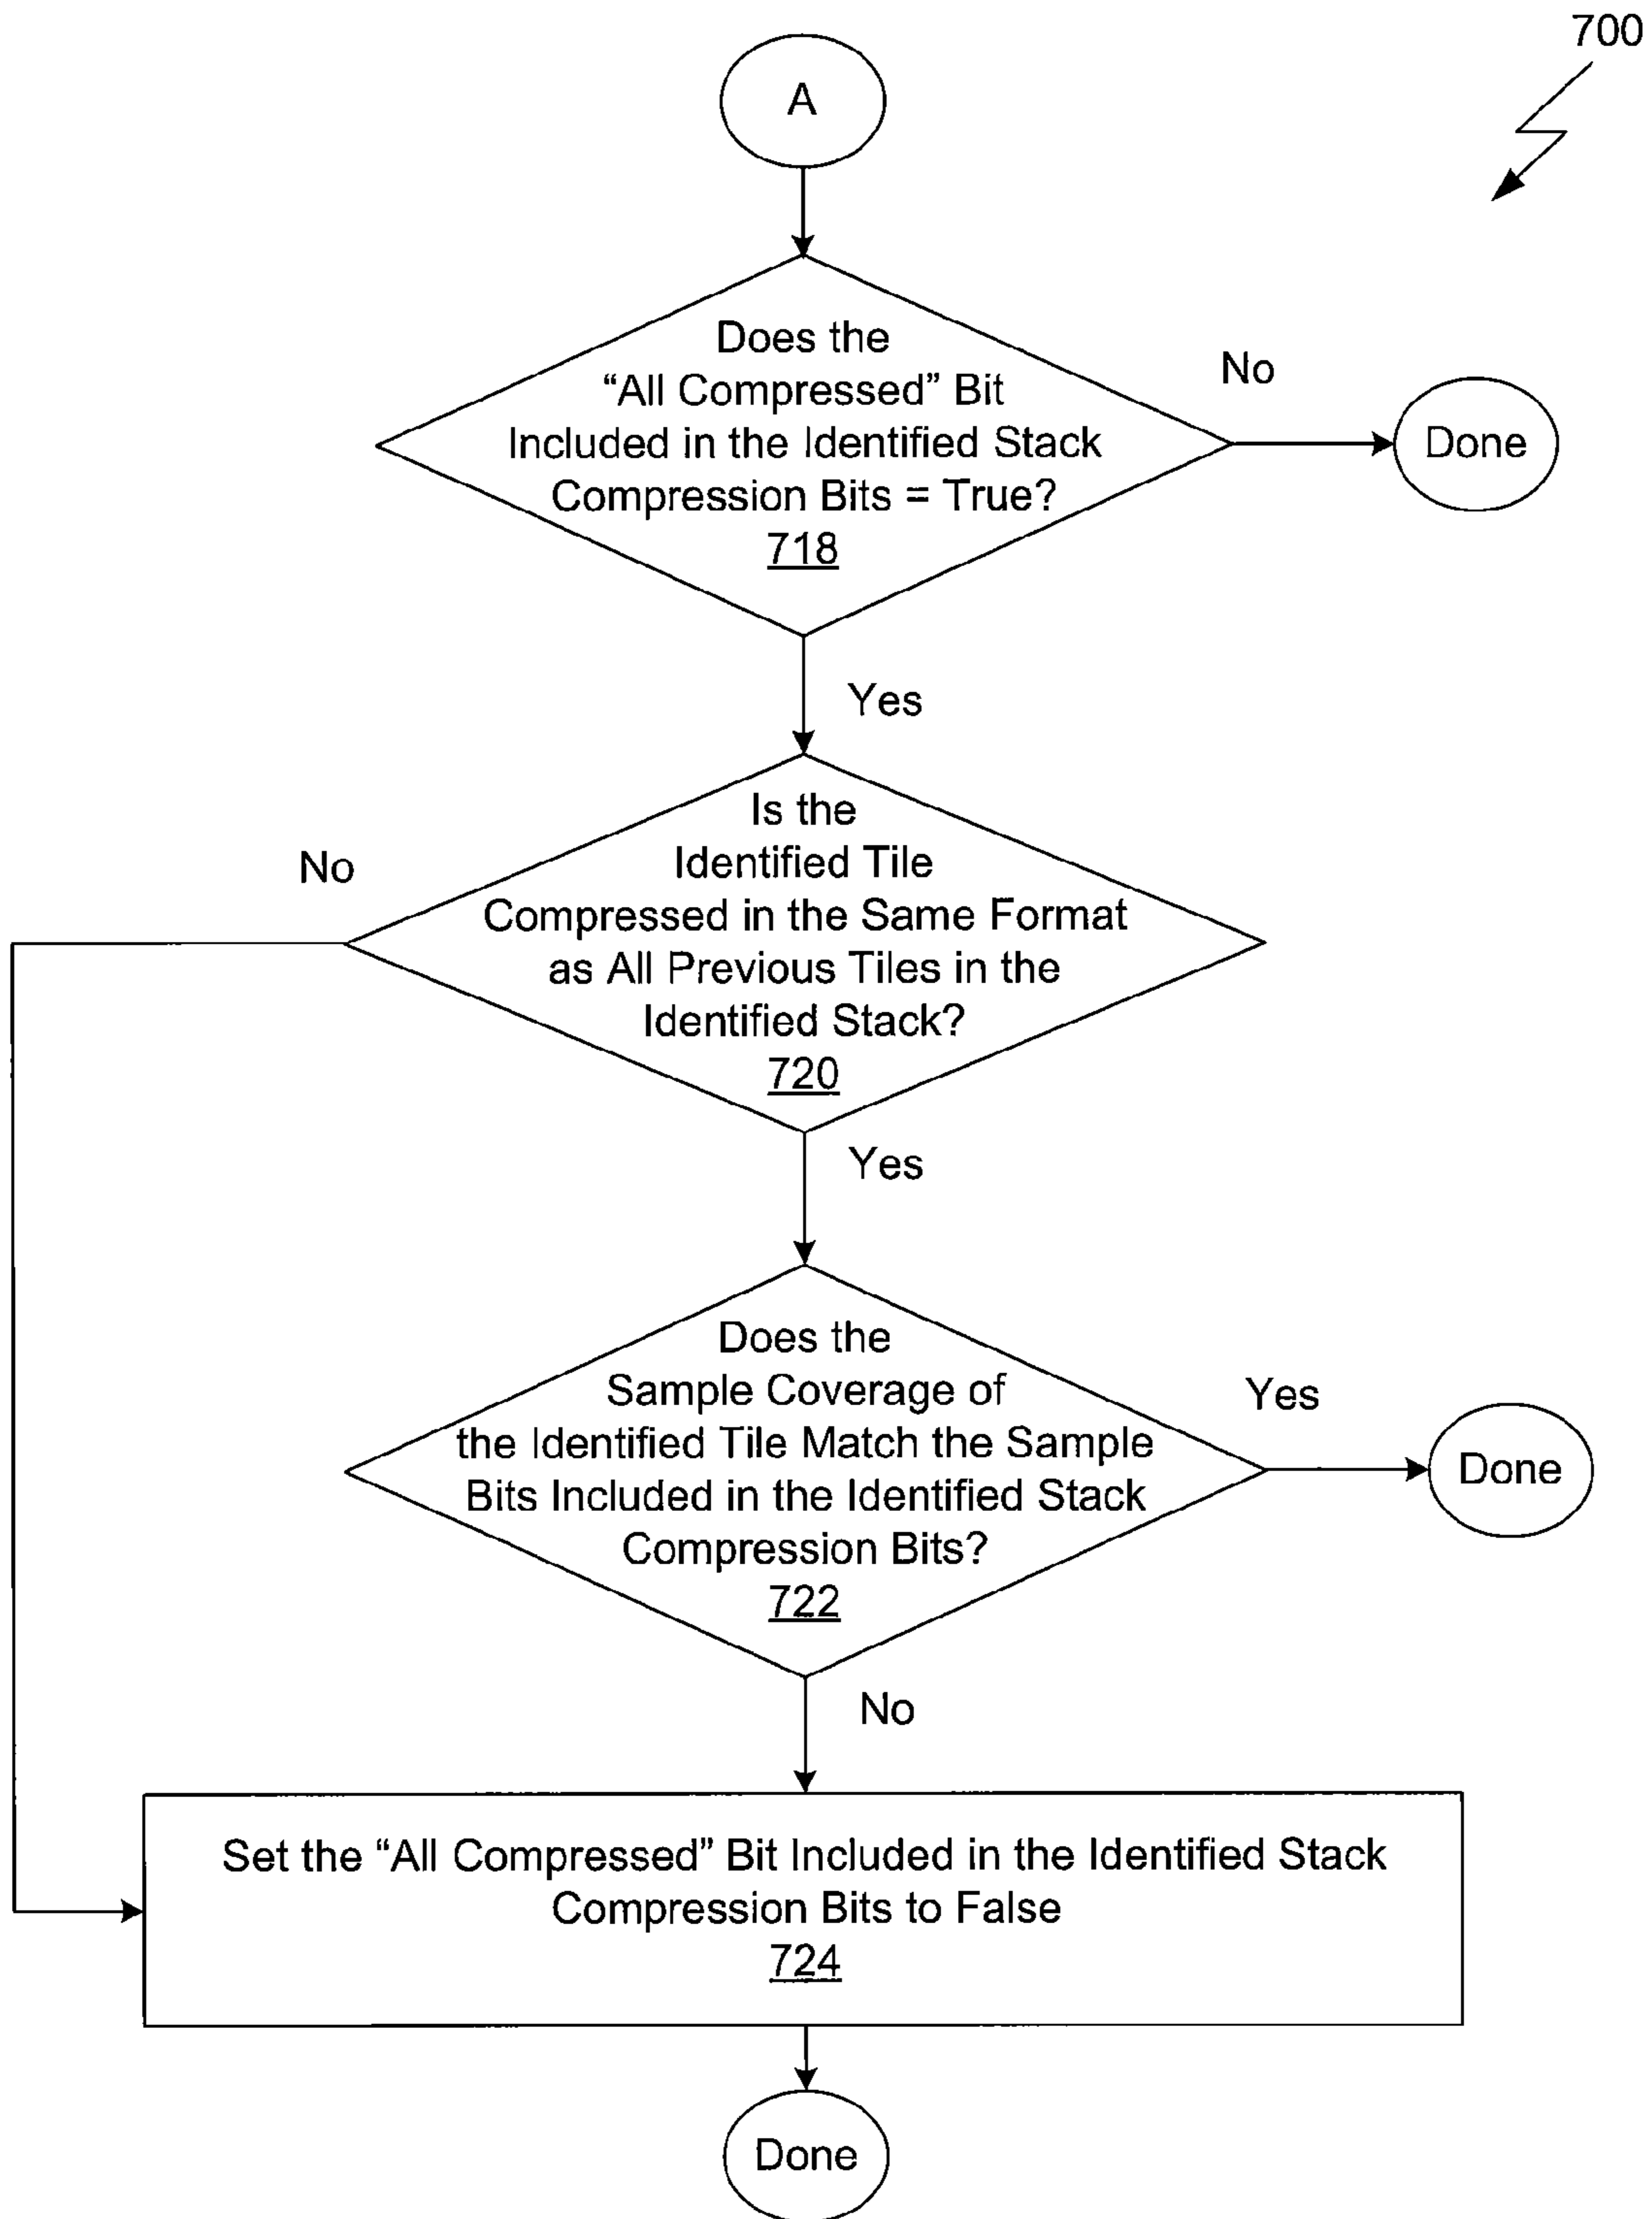 700
A
Does the
“All Compressed” Bit
Included in the Identified Stack
Compression Bits = True?
718
No
Done
Yes
Is the
Identified Tile
Compressed in the Same Format
as All Previous Tiles in the
Identified Stack?
720
No
Yes
Does the
Sample Coverage of
the Identified Tile Match the Sample
Bits Included in the Identified Stack
Compression Bits?
722
Yes
Done
No
Set the “All Compressed” Bit Included in the Identified Stack
Compression Bits to False
724
Done